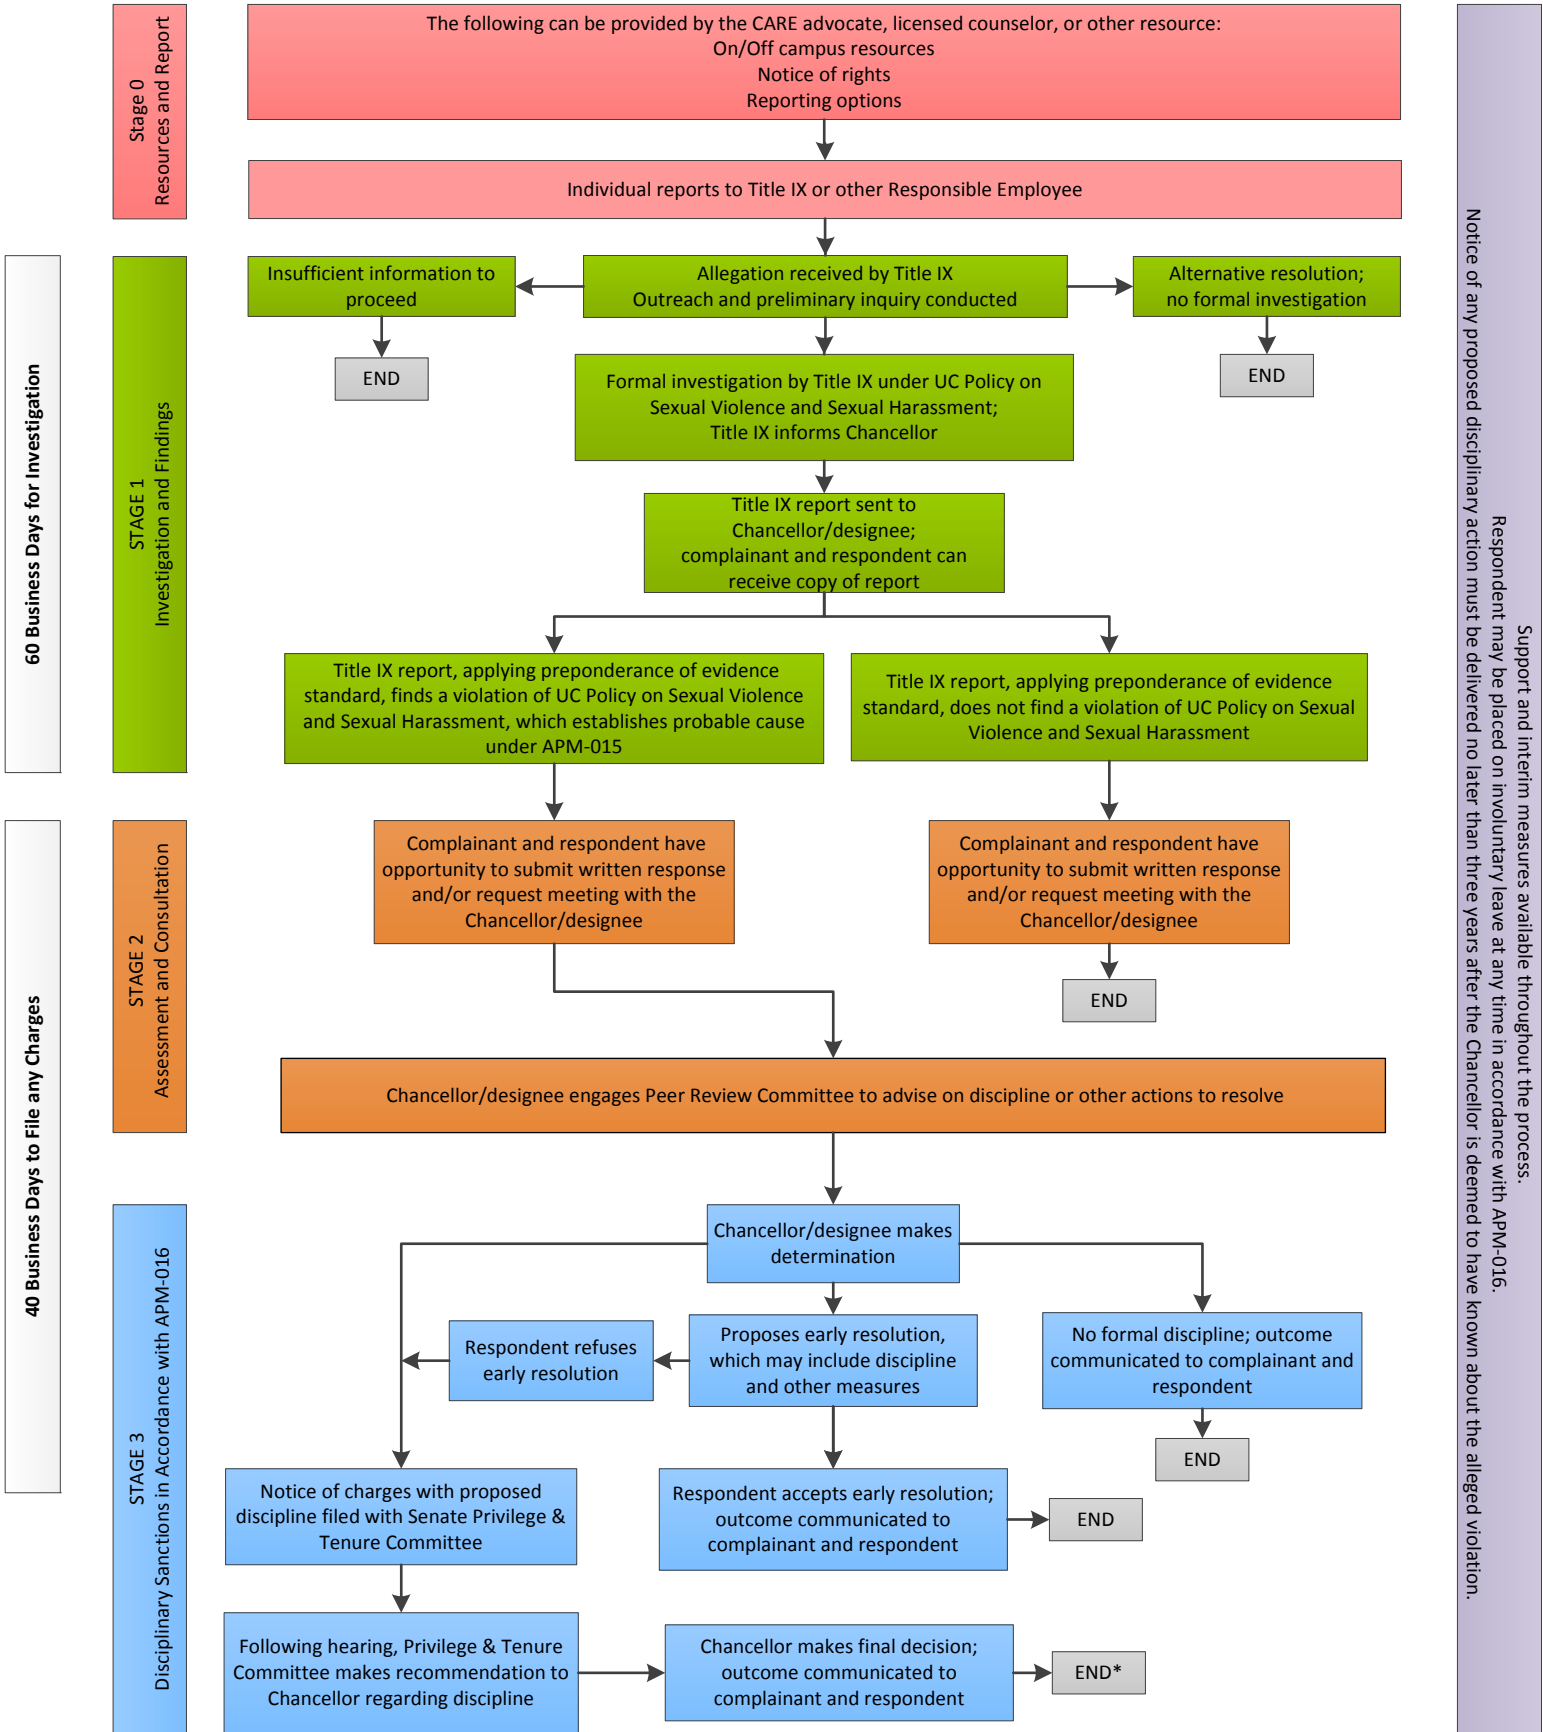 Stage 0
Resources and Report
The following can be provided by the CARE advocate, licensed counselor, or other resource:
On/Off campus resources
Notice of rights
Reporting options
Individual reports to Title IX or other Responsible Employee
60 Business Days for Investigation
STAGE 1
Investigation and Findings
Insufficient information to
proceed
Allegation received by Title IX
Outreach and preliminary inquiry conducted
Alternative resolution;
no formal investigation
END
END
Formal investigation by Title IX under UC Policy on
Sexual Violence and Sexual Harassment;
Title IX informs Chancellor
Title IX report sent to
Chancellor/designee;
complainant and respondent can
receive copy of report
Title IX report, applying preponderance of evidence
standard, finds a violation of UC Policy on Sexual Violence
and Sexual Harassment, which establishes probable cause
under APM-015
Title IX report, applying preponderance of evidence
standard, does not find a violation of UC Policy on Sexual
Violence and Sexual Harassment
40 Business Days to File any Charges
STAGE 2
Assessment and Consultation
Complainant and respondent have
opportunity to submit written response
and/or request meeting with the
Chancellor/designee
Complainant and respondent have
opportunity to submit written response
and/or request meeting with the
Chancellor/designee
END
Chancellor/designee engages Peer Review Committee to advise on discipline or other actions to resolve
STAGE 3
Disciplinary Sanctions in Accordance with APM-016
Chancellor/designee makes
determination
Respondent refuses
early resolution
Proposes early resolution,
which may include discipline
and other measures
No formal discipline; outcome
communicated to complainant and
respondent
END
Notice of charges with proposed
discipline filed with Senate Privilege &
Tenure Committee
Respondent accepts early resolution;
outcome communicated to
complainant and respondent
END
Following hearing, Privilege & Tenure
Committee makes recommendation to
Chancellor regarding discipline
Chancellor makes final decision;
outcome communicated to
complainant and respondent
END*
Support and interim measures available throughout the process.
Respondent may be placed on involuntary leave at any time in accordance with APM-016.
Notice of any proposed disciplinary action must be delivered no later than three years after the Chancellor is deemed to have known about the alleged violation.